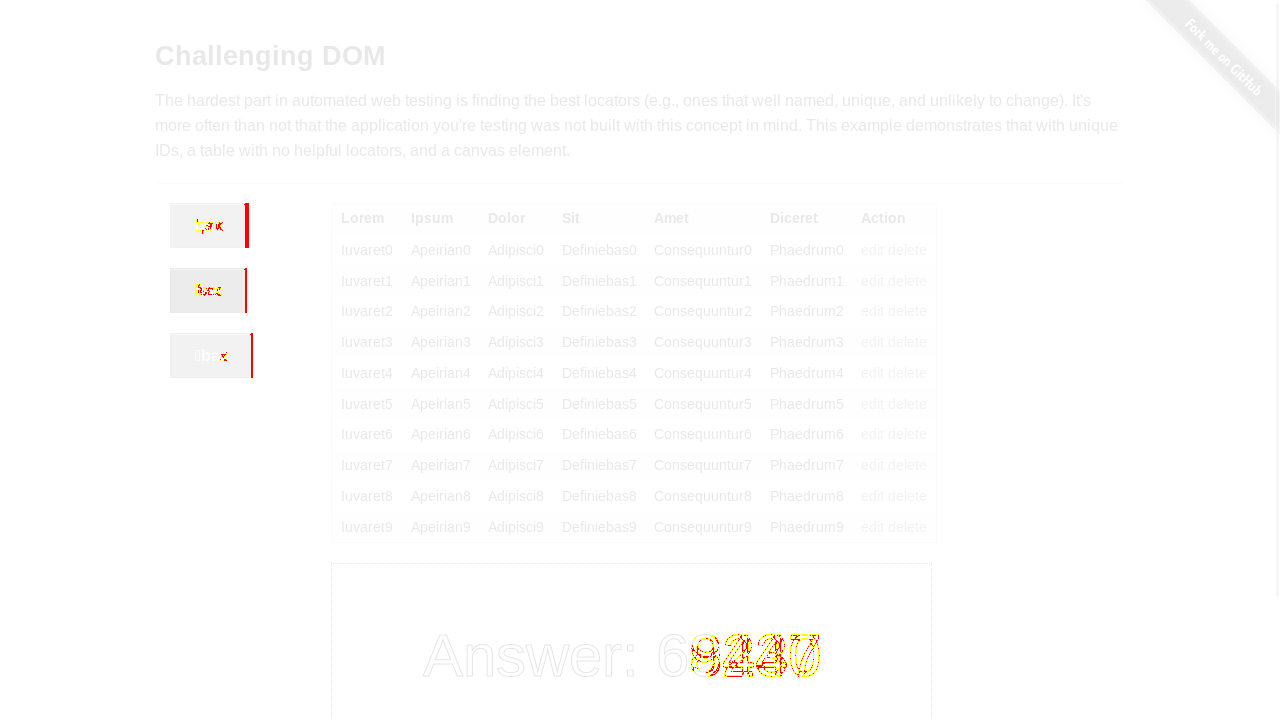 Fork me on GitHub
Challenging DOM
The hardest part in automated web testing is finding the best locators (e.g., ones that well named, unique, and unlikely to change). It's
more often than not that the application you're testing was not built with this concept in mind. This example demonstrates that with unique
IDs, a table with no helpful locators, and a canvas element.
Lorem Ipsum Dolor Sit Amet Diceret Action
Iuvaret0 Apeirian0 Adipisci0 Definiebas0 Consequuntur0 Phaedrum0 edit delete
Iuvaret1 Apeirian1 Adipisci1 Definiebas1 Consequuntur1 Phaedrum1 edit delete
Iuvaret2 Apeirian2 Adipisci2 Definiebas2 Consequuntur2 Phaedrum2 edit delete
Iuvaret3 Apeirian3 Adipisci3 Definiebas3 Consequuntur3 Phaedrum3 edit delete
Iuvaret4 Apeirian4 Adipisci4 Definiebas4 Consequuntur4 Phaedrum4 edit delete
Iuvaret5 Apeirian5 Adipisci5 Definiebas5 Consequuntur5 Phaedrum5 edit delete
Iuvaret6 Apeirian6 Adipisci6 Definiebas6 Consequuntur6 Phaedrum6 edit delete
Iuvaret7 Apeirian7 Adipisci7 Definiebas7 Consequuntur7 Phaedrum7 edit delete
Iuvaret8 Apeirian8 Adipisci8 Definiebas8 Consequuntur8 Phaedrum8 edit delete
Iuvaret9 Apeirian9 Adipisci9 Definiebas9 Consequuntur9 Phaedrum9 edit delete
Answer: